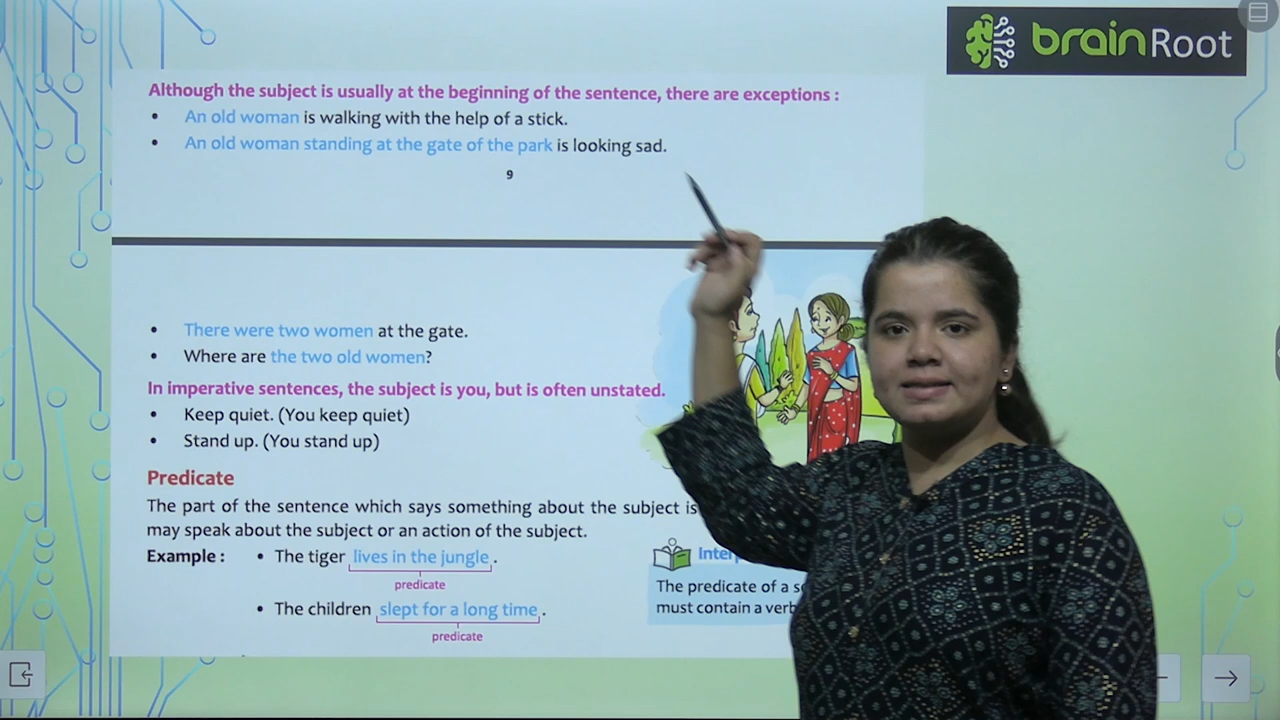 brainRoot
Although the subject is usually at the beginning of the sentence, there are exceptions :
• An old woman is walking with the help of a stick.
• An old woman standing at the gate of the park is looking sad.
9
• There were two women at the gate.
• Where are the two old women?
In imperative sentences, the subject is you, but is often unstated.
• Keep quiet. (You keep quiet)
• Stand up. (You stand up)
Predicate
The part of the sentence which says something about the subject is
may speak about the subject or an action of the subject.
Example : • The tiger lives in the jungle.
predicate
• The children slept for a long time.
predicate
The predicate of a
must contain a verb